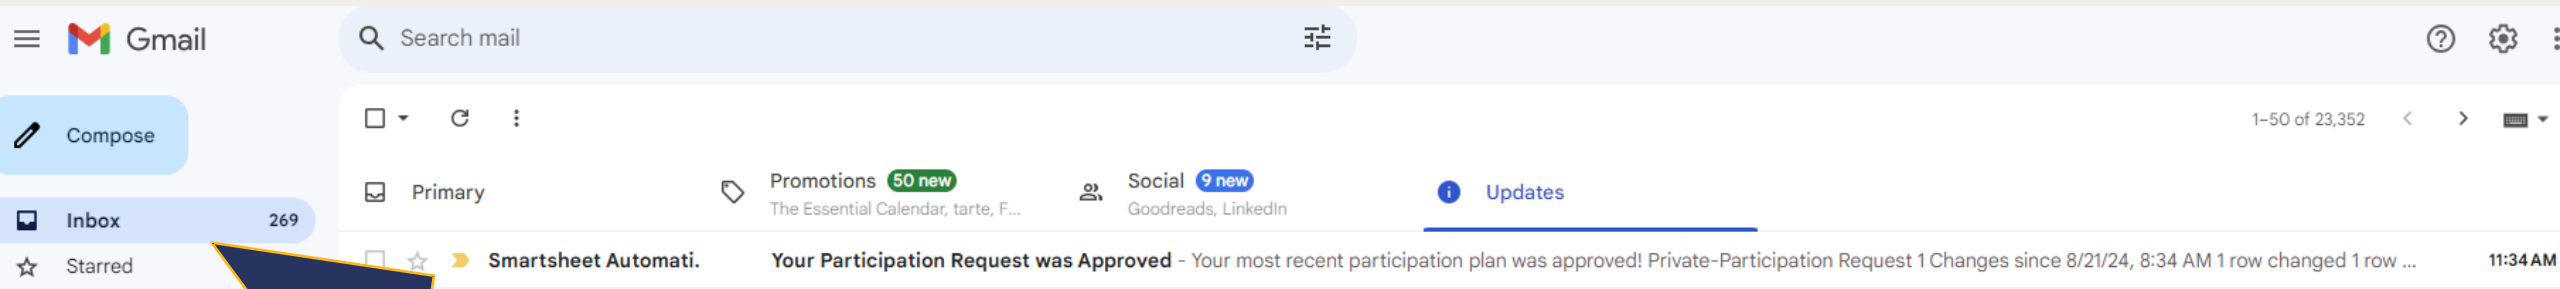 Gmail
Search mail
Compose
1–50 of 23,352
Primary
Promotions 50 new
The Essential Calendar, tarte, F...
Social 9 new
Goodreads, LinkedIn
Updates
Inbox 269
Starred
Smartsheet Automati. Your Participation Request was Approved - Your most recent participation plan was approved! Private-Participation Request 1 Changes since 8/21/24, 8:34 AM 1 row changed 1 row ... 11:34 AM